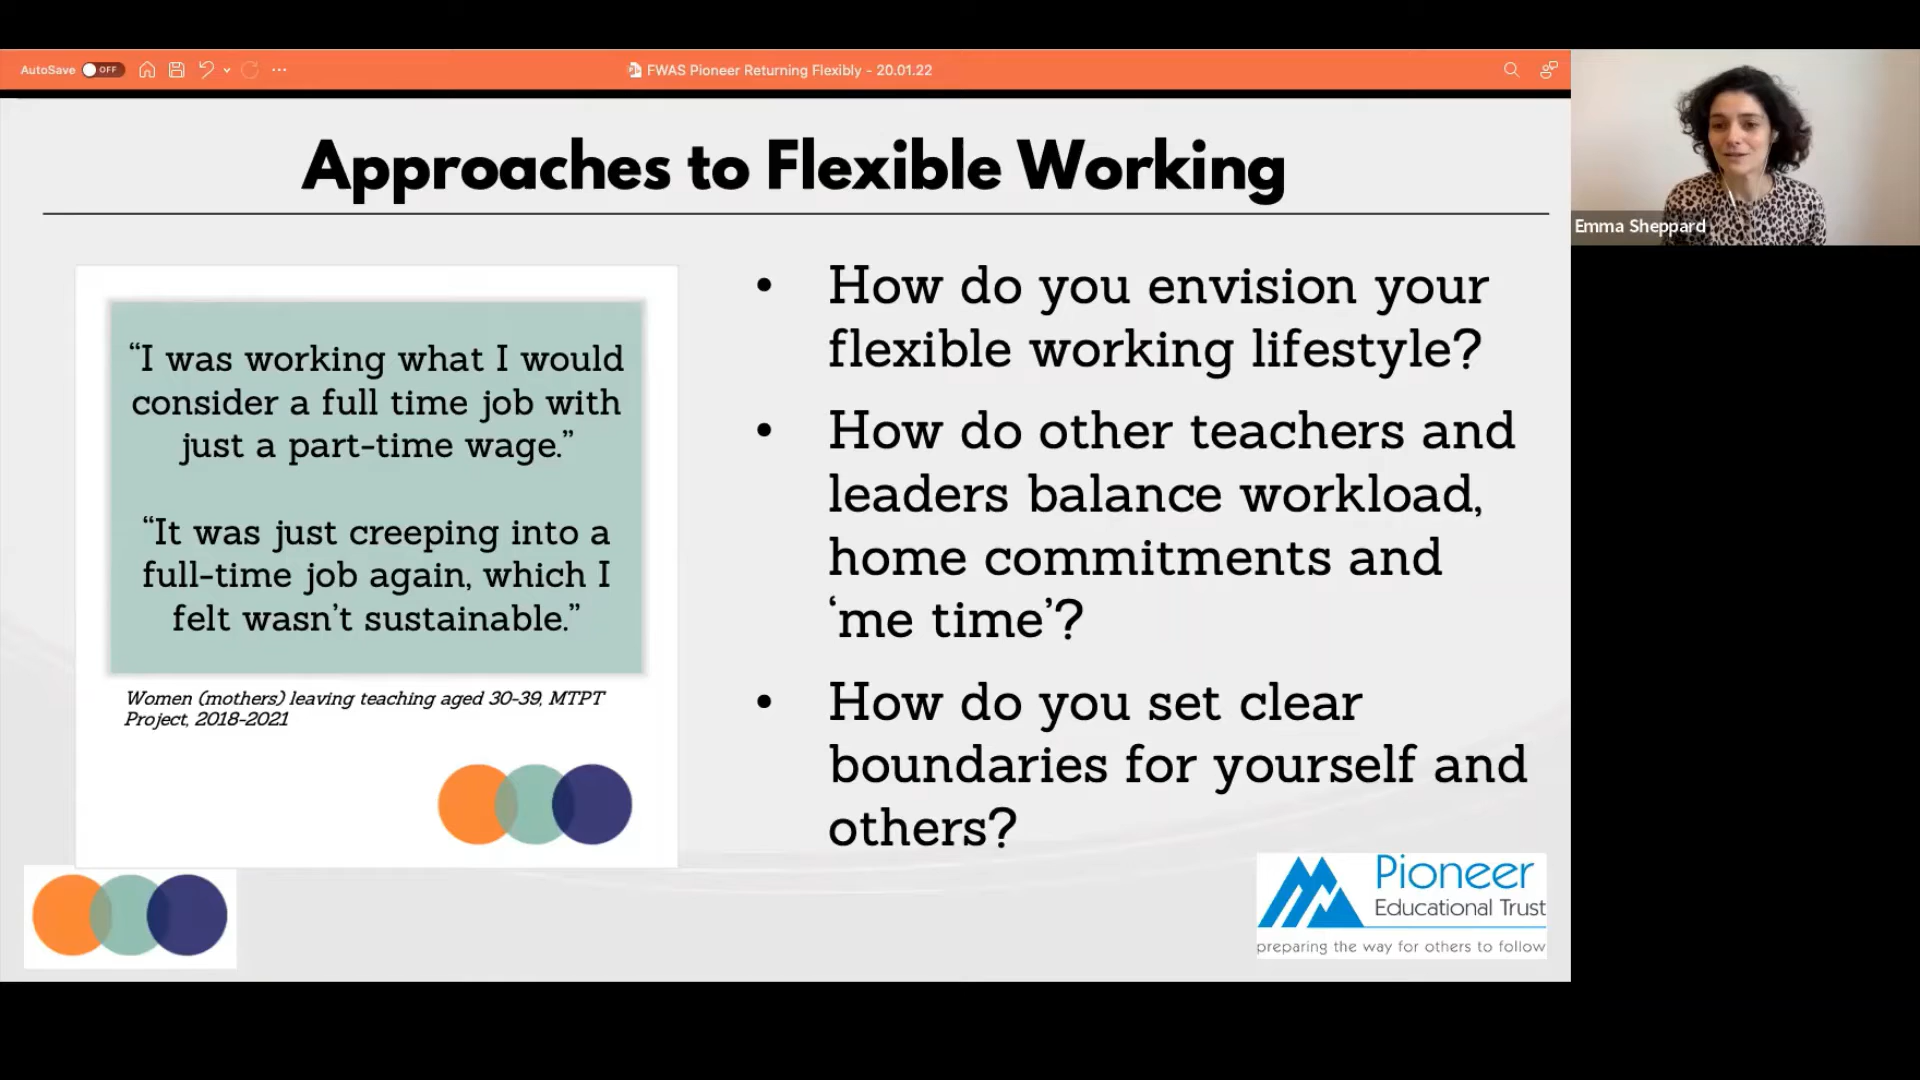 AutoSave OFF
FWAS Pioneer Returning Flexibly - 20.01.22
Approaches to Flexible Working
“I was working what I would
consider a full time job with
just a part-time wage.”
“It was just creeping into a
full-time job again, which I
felt wasn’t sustainable.”
Women (mothers) leaving teaching aged 30-39, MTPT
Project, 2018-2021
• How do you envision your
flexible working lifestyle?
• How do other teachers and
leaders balance workload,
home commitments and
‘me time’?
• How do you set clear
boundaries for yourself and
others?
Pioneer
Educational Trust
preparing the way for others to follow
Emma Sheppard